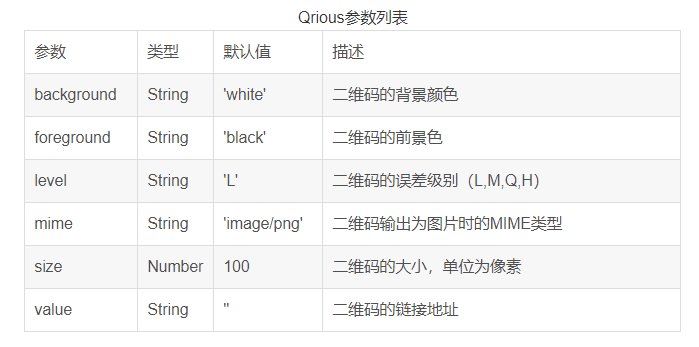 Qrious参数列表
参数 类型 默认值 描述
background String 'white' 二维码的背景颜色
foreground String 'black' 二维码的前景色
level String 'L' 二维码的误差级别（L,M,Q,H）
mime String 'image/png' 二维码输出为图片时的MIME类型
size Number 100 二维码的大小，单位为像素
value String '' 二维码的链接地址